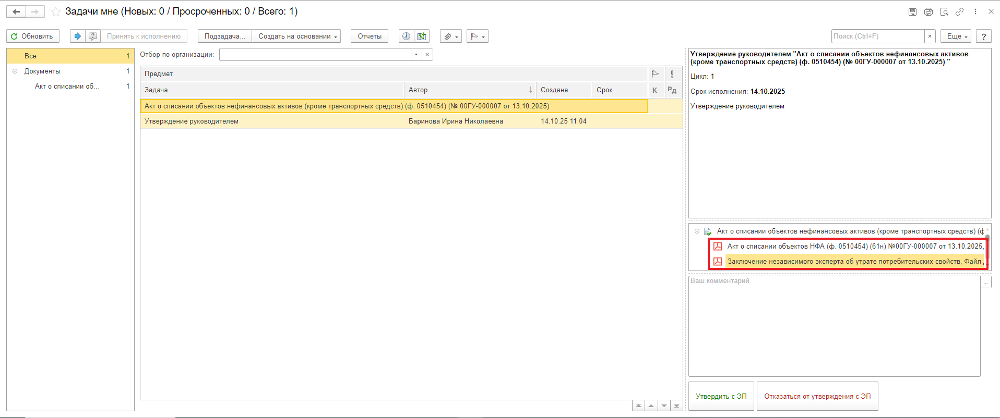 Задачи мне (Новых: 0 / Просроченных: 0 / Всего: 1)
Обновить
Принять к исполнению
Подзадача...
Создать на основании
Отчеты
Поиск (Ctrl+F)
×
Еще
?
Все 1
Документы 1
Акт о списании об... 1
Отбор по организации:
×
Предмет
!
Задача Автор ↓ Создана Срок К Рд
Акт о списании объектов нефинансовых активов (кроме транспортных средств) (ф. 0510454) (№ 00ГУ-000007 от 13.10.2025)
Утверждение руководителем Баринова Ирина Николаевна 14.10.25 11:04
Утверждение руководителем "Акт о списании объектов нефинансовых активов
(кроме транспортных средств) (ф. 0510454) (№ 00ГУ-000007 от 13.10.2025) "
Цикл: 1
Срок исполнения: 14.10.2025
Утверждение руководителем
Акт о списании объектов нефинансовых активов (кроме транспортных средств) (ф
Акт о списании объектов НФА (ф. 0510454) (61н) №00ГУ-000007 от 13.10.2025,
Заключение независимого эксперта об утрате потребительских свойств, Файл
Ваш комментарий
...
Утвердить с ЭП
Отказаться от утверждения с ЭП